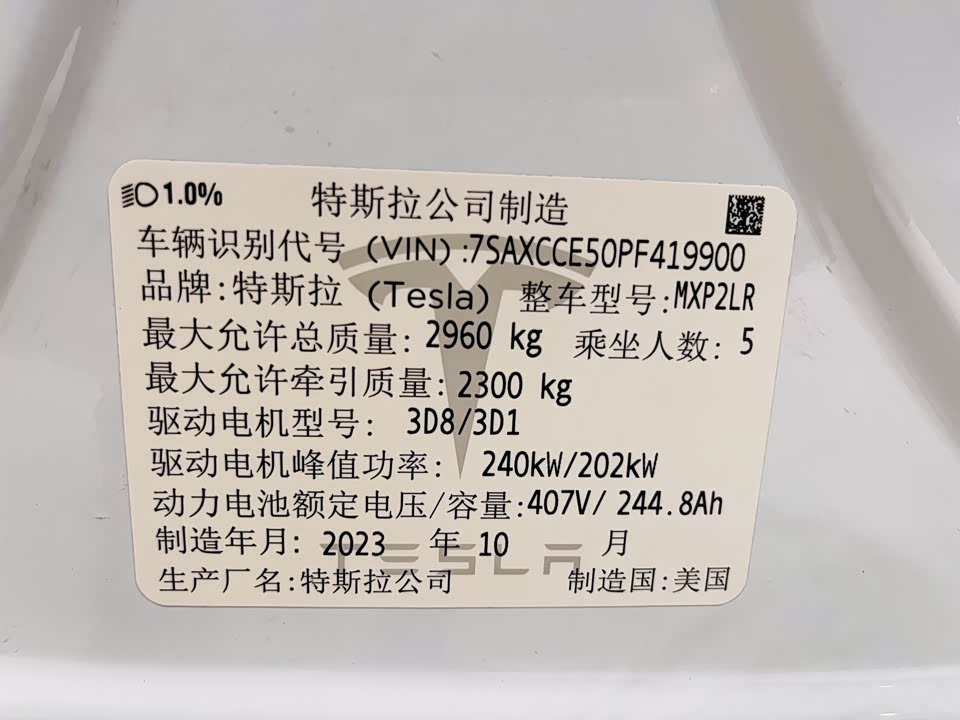 1.0% 特斯拉公司制造
车辆识别代号 (VIN):7SAXCCE50PF419900
品牌:特斯拉 (Tesla) 整车型号:MXP2LR
最大允许总质量: 2960 kg 乘坐人数: 5
最大允许牵引质量: 2300 kg
驱动电机型号: 3D8/3D1
驱动电机峰值功率: 240kW/202kW
动力电池额定电压/容量:407V/ 244.8Ah
制造年月: 2023 年 10 月
TESLA
生产厂名:特斯拉公司 制造国:美国